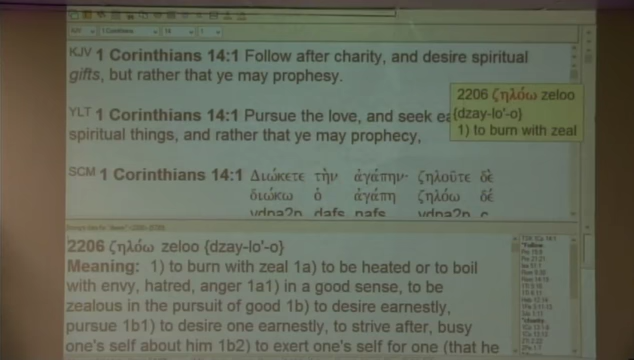 KJV 1 Corinthians 14:1 Follow after charity, and desire spiritual
gifts, but rather that ye may prophesy.
YLT 1 Corinthians 14:1 Pursue the love, and seek
spiritual things, and rather that ye may prophecy,
2206 ζηλόω zeloo
{dzay-lo'-o}
1) to burn with zeal
SCM 1 Corinthians 14:1 Διώκετε τὴν ἀγάπην· ζηλοῦτε δὲ
διώκω ὁ ἀγάπη ζηλόω δέ
vdpa2p dafs nafs vdpa2p c
2206 ζηλόω zeloo {dzay-lo'-o}
Meaning: 1) to burn with zeal 1a) to be heated or to boil
with envy, hatred, anger 1a1) in a good sense, to be
zealous in the pursuit of good 1b) to desire earnestly,
pursue 1b1) to desire one earnestly, to strive after, busy
one's self about him 1b2) to exert one's self for one (that he